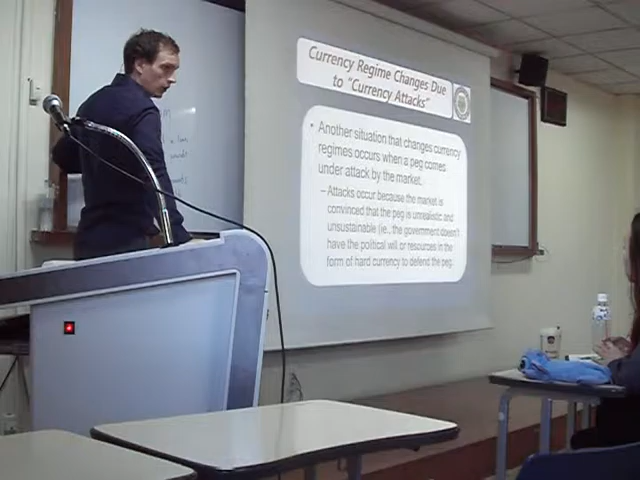 Currency Regime Changes Due
to "Currency Attacks"
• Another situation that changes currency
regimes occurs when a peg comes
under attack by the market.
– Attacks occur because the market is
convinced that the peg is unrealistic and
unsustainable (ie., the government doesn't
have the political will or resources in the
form of hard currency to defend the peg.